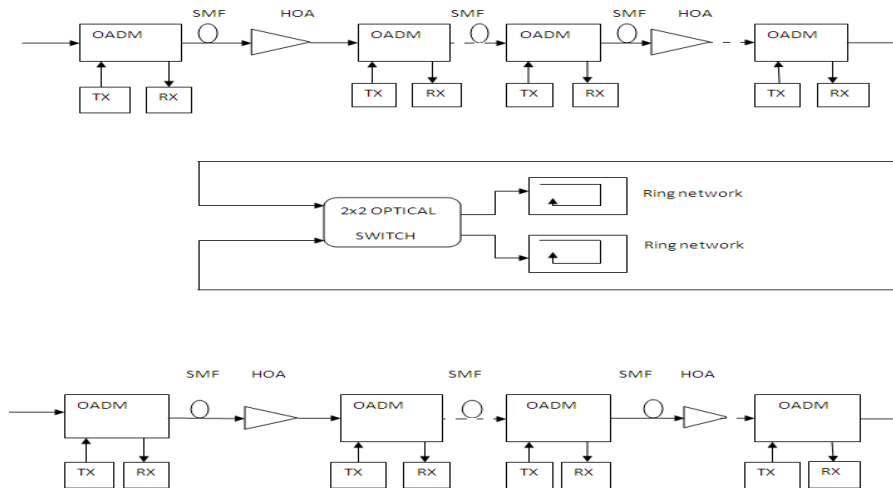 SMF HOA SMF SMF HOA
OADM OADM OADM OADM
TX RX TX RX TX RX TX RX
Ring network
2x2 OPTICAL
SWITCH
Ring network
SMF HOA SMF SMF HOA
OADM OADM OADM OADM
TX RX TX RX TX RX TX RX